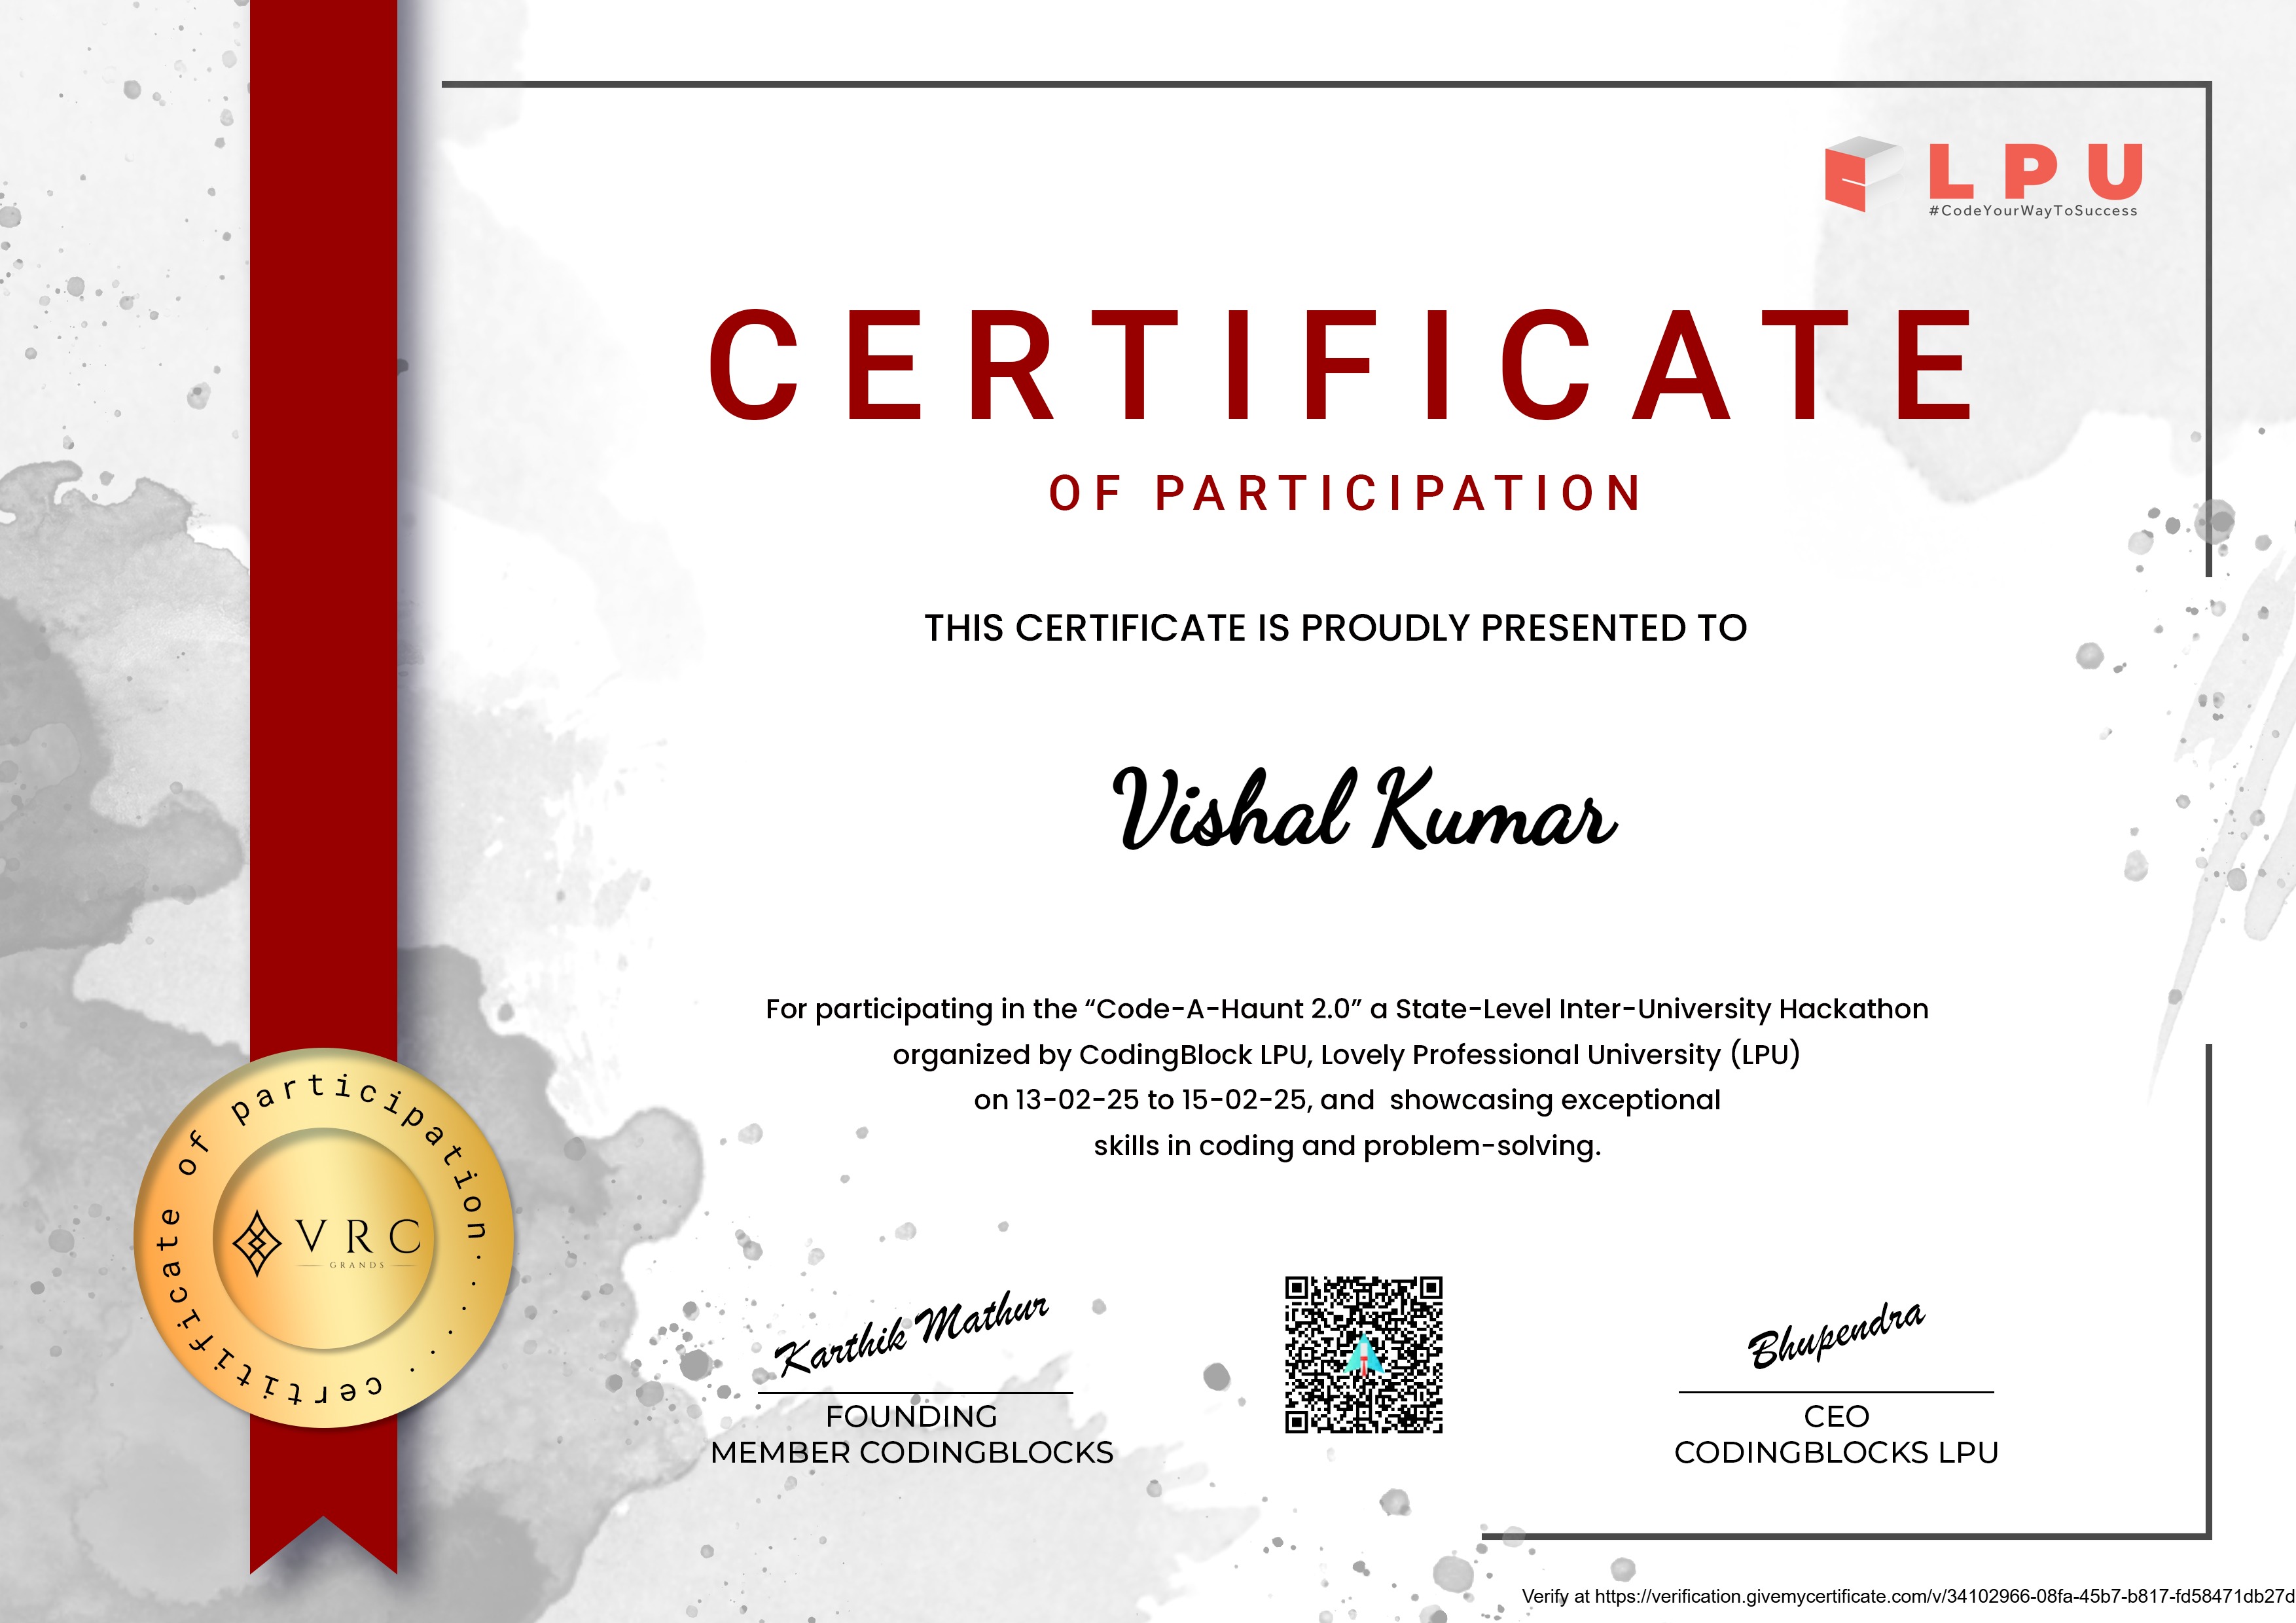 LPU
#CodeYourWayToSuccess
CERTIFICATE
OF PARTICIPATION
THIS CERTIFICATE IS PROUDLY PRESENTED TO
Vishal Kumar
For participating in the “Code-A-Haunt 2.0” a State-Level Inter-University Hackathon
organized by CodingBlock LPU, Lovely Professional University (LPU)
on 13-02-25 to 15-02-25, and  showcasing exceptional
skills in coding and problem-solving.
certificate of participation.......
VRC
GRANDS
Karthik Mathur
FOUNDING
MEMBER CODINGBLOCKS
Bhupendra
CEO
CODINGBLOCKS LPU
Verify at https://verification.givemycertificate.com/v/34102966-08fa-45b7-b817-fd58471db27d